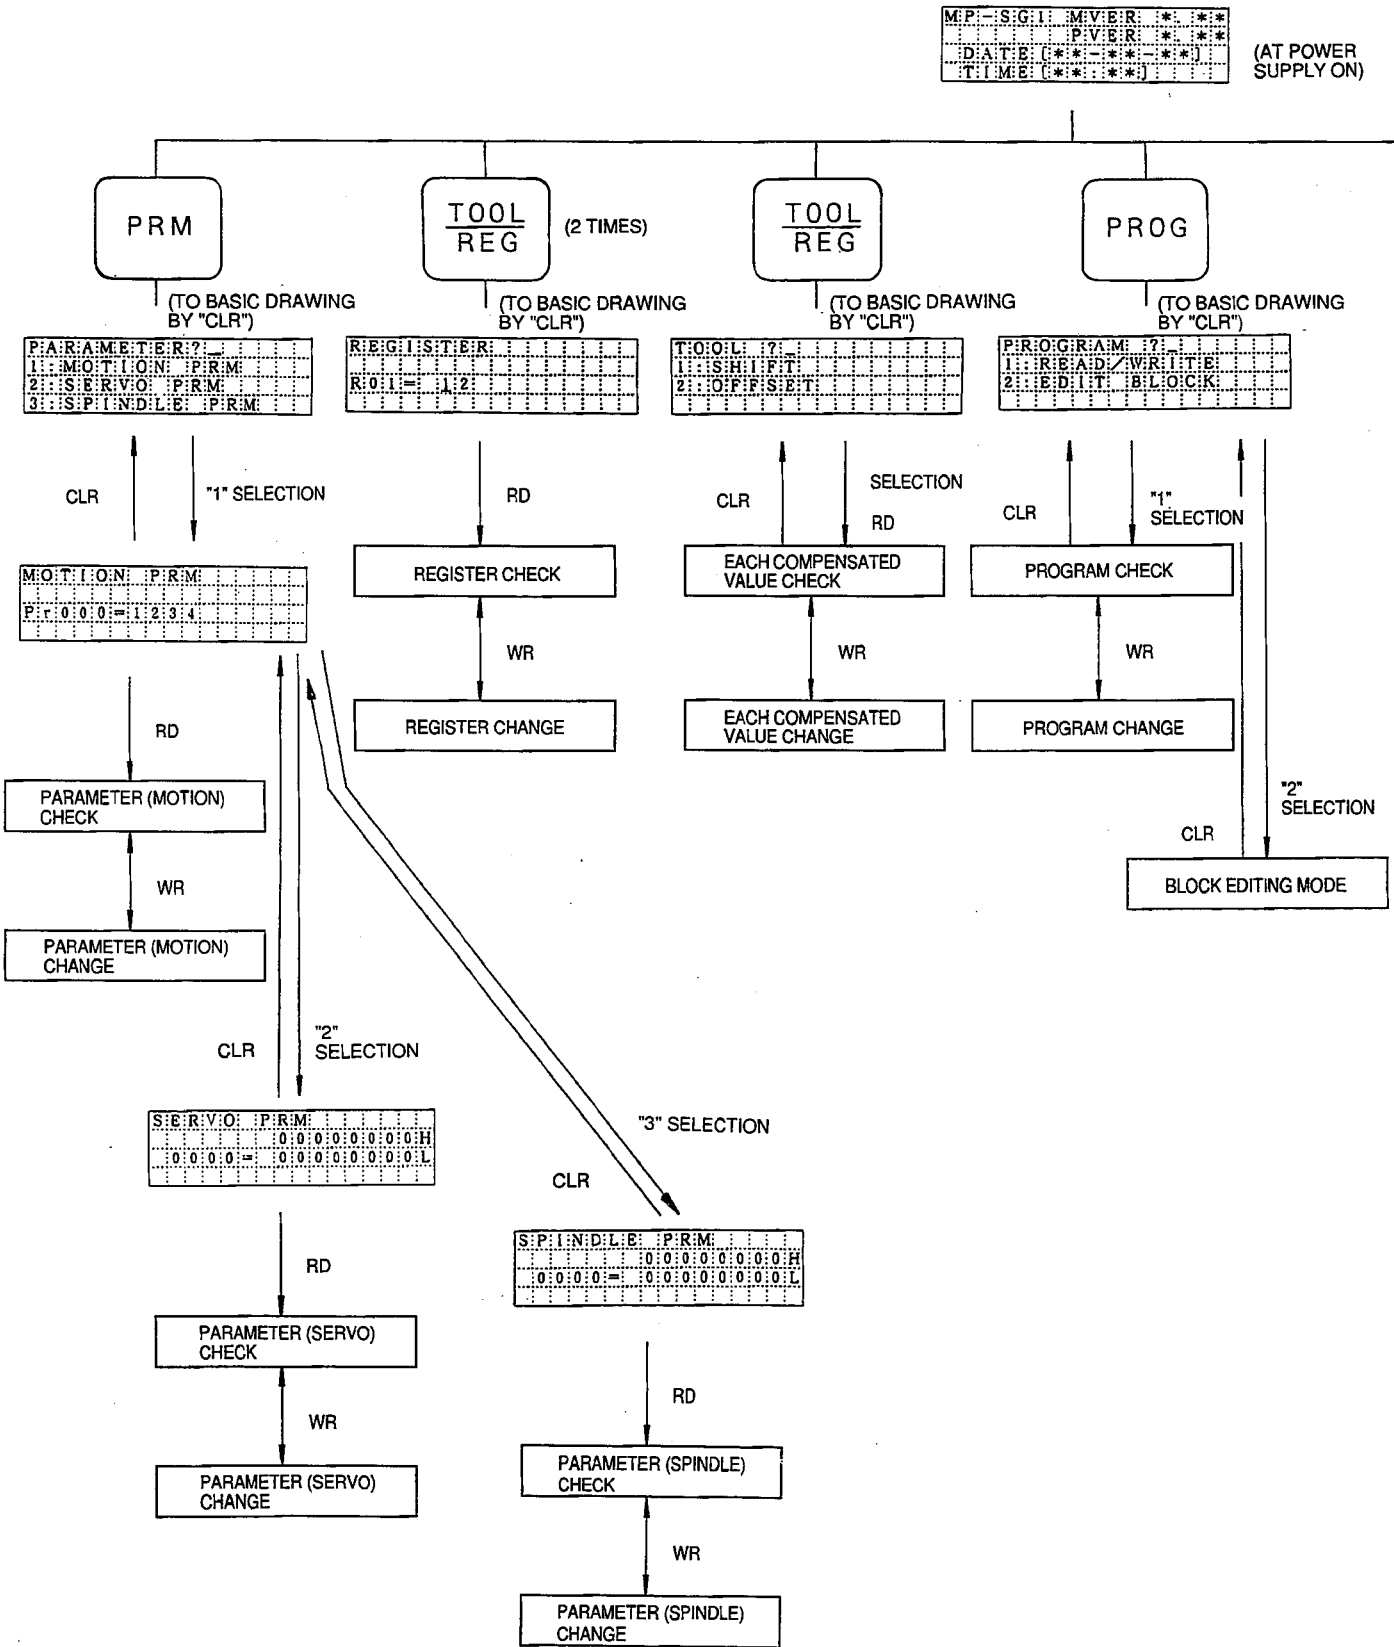 MP-SG1 MVER *.**
PVER *.**
DATE [**-**-**]
TIME [**:**]
(AT POWER
SUPPLY ON)
PRM
TOOL
REG
(2 TIMES)
TOOL
REG
PROG
(TO BASIC DRAWING
BY "CLR")
(TO BASIC DRAWING
BY "CLR")
(TO BASIC DRAWING
BY "CLR")
(TO BASIC DRAWING
BY "CLR")
PARAMETER?_
1:MOTION PRM
2:SERVO PRM
3:SPINDLE PRM
REGISTER
R01= 12
TOOL ?_
1:SHIFT
2:OFFSET
PROGRAM ?_
1:READ/WRITE
2:EDIT BLOCK
CLR
"1" SELECTION
RD
CLR
SELECTION
RD
CLR
"1"
SELECTION
MOTION PRM
Pr000=1234
REGISTER CHECK
EACH COMPENSATED
VALUE CHECK
PROGRAM CHECK
WR
WR
WR
RD
REGISTER CHANGE
EACH COMPENSATED
VALUE CHANGE
PROGRAM CHANGE
PARAMETER (MOTION)
CHECK
"2"
SELECTION
CLR
WR
BLOCK EDITING MODE
PARAMETER (MOTION)
CHANGE
CLR
"2"
SELECTION
SERVO PRM
00000000H
0000= 00000000L
"3" SELECTION
CLR
SPINDLE PRM
00000000H
0000= 00000000L
RD
PARAMETER (SERVO)
CHECK
WR
RD
PARAMETER (SERVO)
CHANGE
PARAMETER (SPINDLE)
CHECK
WR
PARAMETER (SPINDLE)
CHANGE